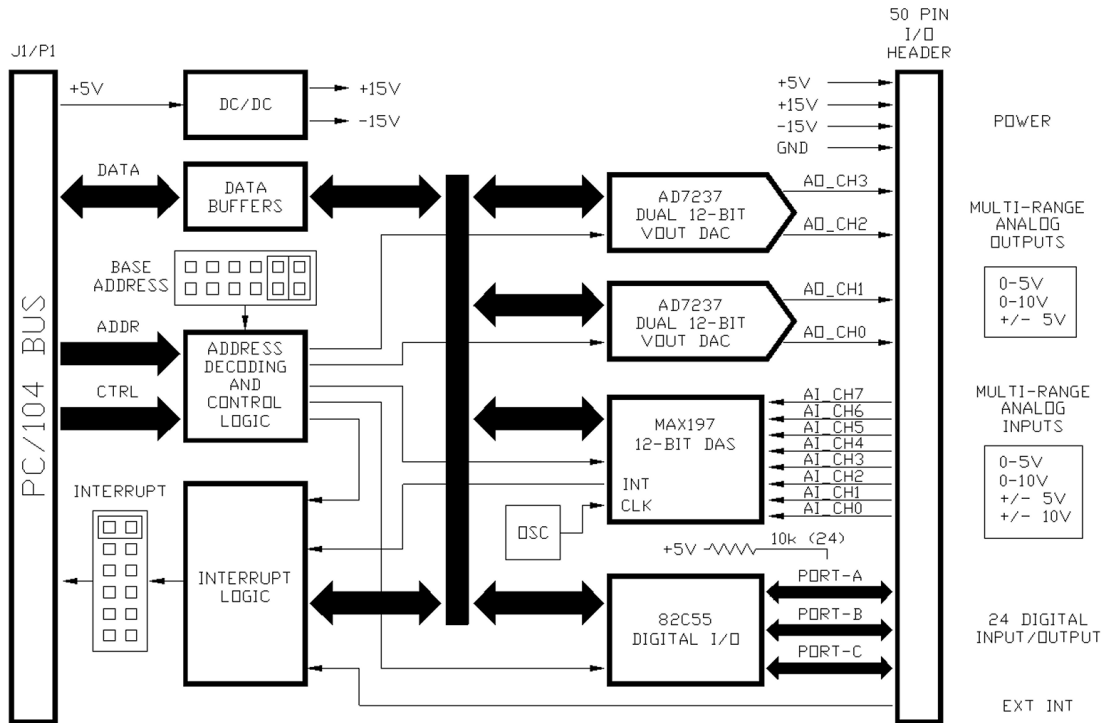 50 PIN
I/O
HEADER
J1/P1
PC/104 BUS
+5V
DC/DC
+15V
-15V
+5V
+15V
-15V
GND
POWER
DATA
DATA
BUFFERS
AD7237
DUAL 12-BIT
VOUT DAC
AO_CH3
AO_CH2
MULTI-RANGE
ANALOG
OUTPUTS
0-5V
0-10V
+/- 5V
BASE
ADDRESS
AD7237
DUAL 12-BIT
VOUT DAC
AO_CH1
AO_CH0
ADDR
CTRL
ADDRESS
DECODING
AND
CONTROL
LOGIC
MAX197
12-BIT DAS
INT
CLK
AI_CH7
AI_CH6
AI_CH5
AI_CH4
AI_CH3
AI_CH2
AI_CH1
AI_CH0
MULTI-RANGE
ANALOG
INPUTS
0-5V
0-10V
+/- 5V
+/- 10V
INTERRUPT
OSC
+5V
10k (24)
INTERRUPT
LOGIC
82C55
DIGITAL I/O
PORT-A
PORT-B
PORT-C
24 DIGITAL
INPUT/OUTPUT
EXT INT